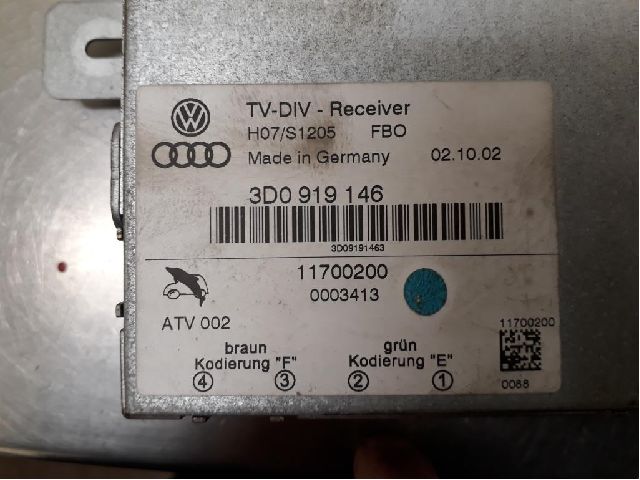 TV-DIV - Receiver
H07/S1205 FBO
Made in Germany 02.10.02
3D0 919 146
3D09191463
11700200
0003413
ATV 002
11700200
braun grün
Kodierung "F" Kodierung "E"
4 3 2 1
0088